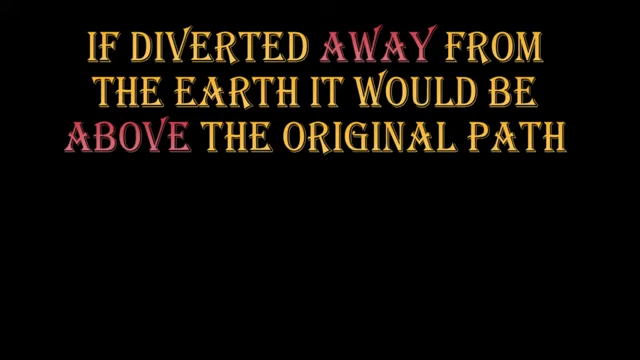 IF DIVERTED AWAY FROM
THE EARTH IT WOULD BE
ABOVE THE ORIGINAL PATH